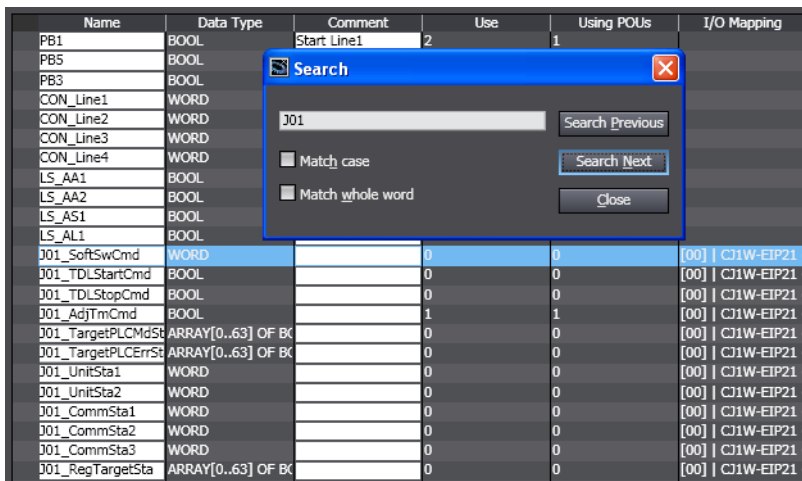 Name Data Type Comment Use Using POUs I/O Mapping
PB1 BOOL Start Line1 2 1
PB5 BOOL
PB3 BOOL
CON_Line1 WORD
CON_Line2 WORD
CON_Line3 WORD
CON_Line4 WORD
LS_AA1 BOOL
LS_AA2 BOOL
LS_AS1 BOOL
LS_AL1 BOOL
Search
J01 Search Previous
Match case Search Next
Match whole word Close
J01_SoftSwCmd WORD 0 0 [00] | CJ1W-EIP21
J01_TDLStartCmd BOOL 0 0 [00] | CJ1W-EIP21
J01_TDLStopCmd BOOL 0 0 [00] | CJ1W-EIP21
J01_AdjTmCmd BOOL 1 1 [00] | CJ1W-EIP21
J01_TargetPLCMdSt ARRAY[0..63] OF BO 0 0 [00] | CJ1W-EIP21
J01_TargetPLCErrSt ARRAY[0..63] OF BO 0 0 [00] | CJ1W-EIP21
J01_UnitSta1 WORD 0 0 [00] | CJ1W-EIP21
J01_UnitSta2 WORD 0 0 [00] | CJ1W-EIP21
J01_CommSta1 WORD 0 0 [00] | CJ1W-EIP21
J01_CommSta2 WORD 0 0 [00] | CJ1W-EIP21
J01_CommSta3 WORD 0 0 [00] | CJ1W-EIP21
J01_RegTargetSta ARRAY[0..63] OF BO 0 0 [00] | CJ1W-EIP21